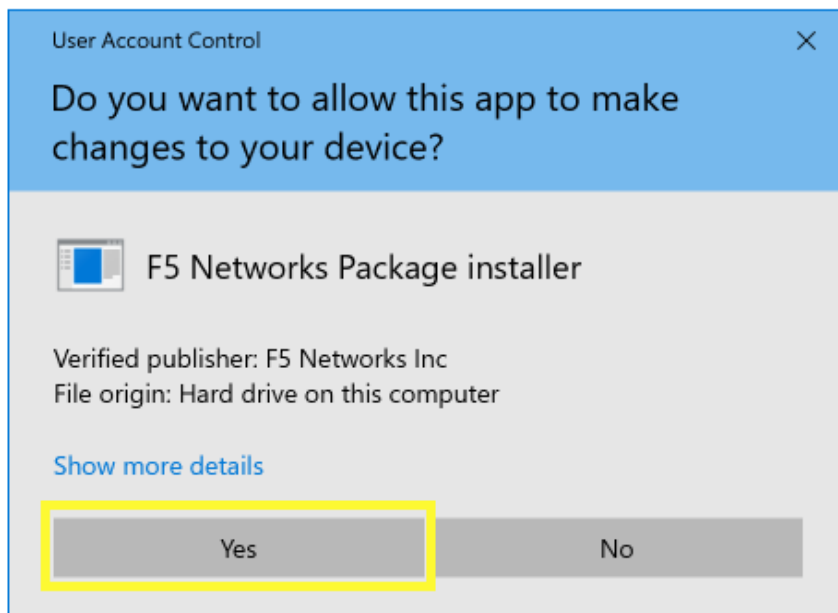 User Account Control
Do you want to allow this app to make
changes to your device?
F5 Networks Package installer
Verified publisher: F5 Networks Inc
File origin: Hard drive on this computer
Show more details
Yes
No